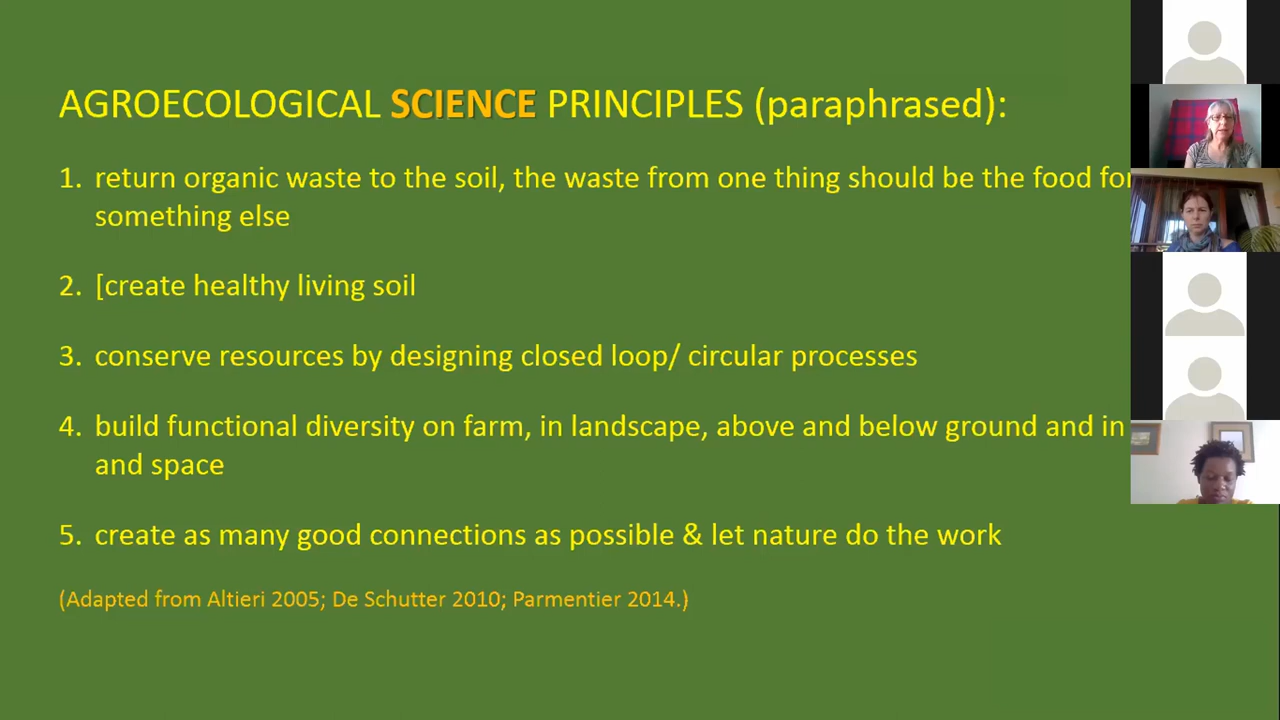 AGROECOLOGICAL SCIENCE PRINCIPLES (paraphrased):
1. return organic waste to the soil, the waste from one thing should be the food for
something else
2. [create healthy living soil
3. conserve resources by designing closed loop/ circular processes
4. build functional diversity on farm, in landscape, above and below ground and in
and space
5. create as many good connections as possible & let nature do the work
(Adapted from Altieri 2005; De Schutter 2010; Parmentier 2014.)